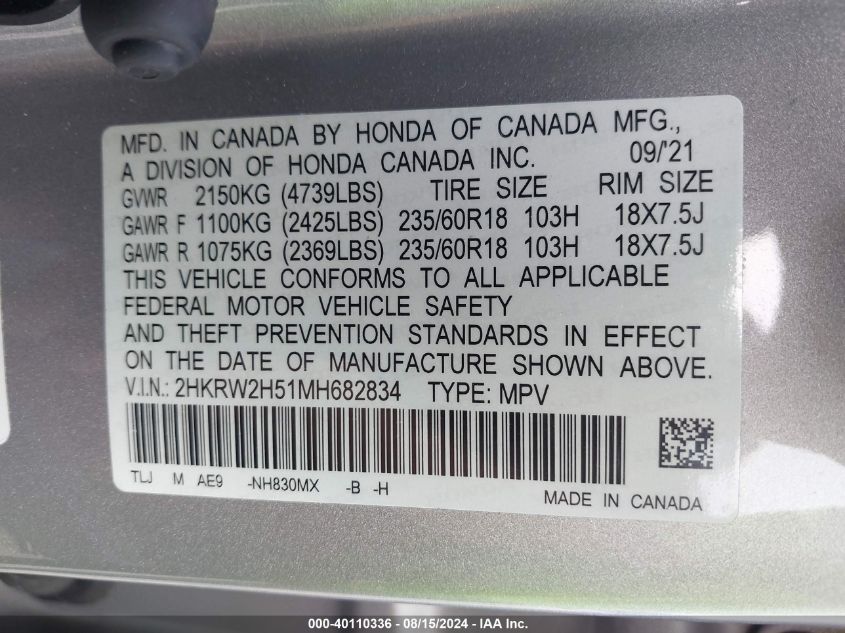 MFD. IN CANADA BY HONDA OF CANADA MFG.,
A DIVISION OF HONDA CANADA INC. 09/'21
GVWR 2150KG (4739LBS) TIRE SIZE RIM SIZE
GAWR F 1100KG (2425LBS) 235/60R18 103H 18X7.5J
GAWR R 1075KG (2369LBS) 235/60R18 103H 18X7.5J
THIS VEHICLE CONFORMS TO ALL APPLICABLE
FEDERAL MOTOR VEHICLE SAFETY
AND THEFT PREVENTION STANDARDS IN EFFECT
ON THE DATE OF MANUFACTURE SHOWN ABOVE.
V.I.N.: 2HKRW2H51MH682834 TYPE: MPV
TLJ M AE9 -NH830MX -B -H
MADE IN CANADA
000-40110336 - 08/15/2024 - IAA Inc.